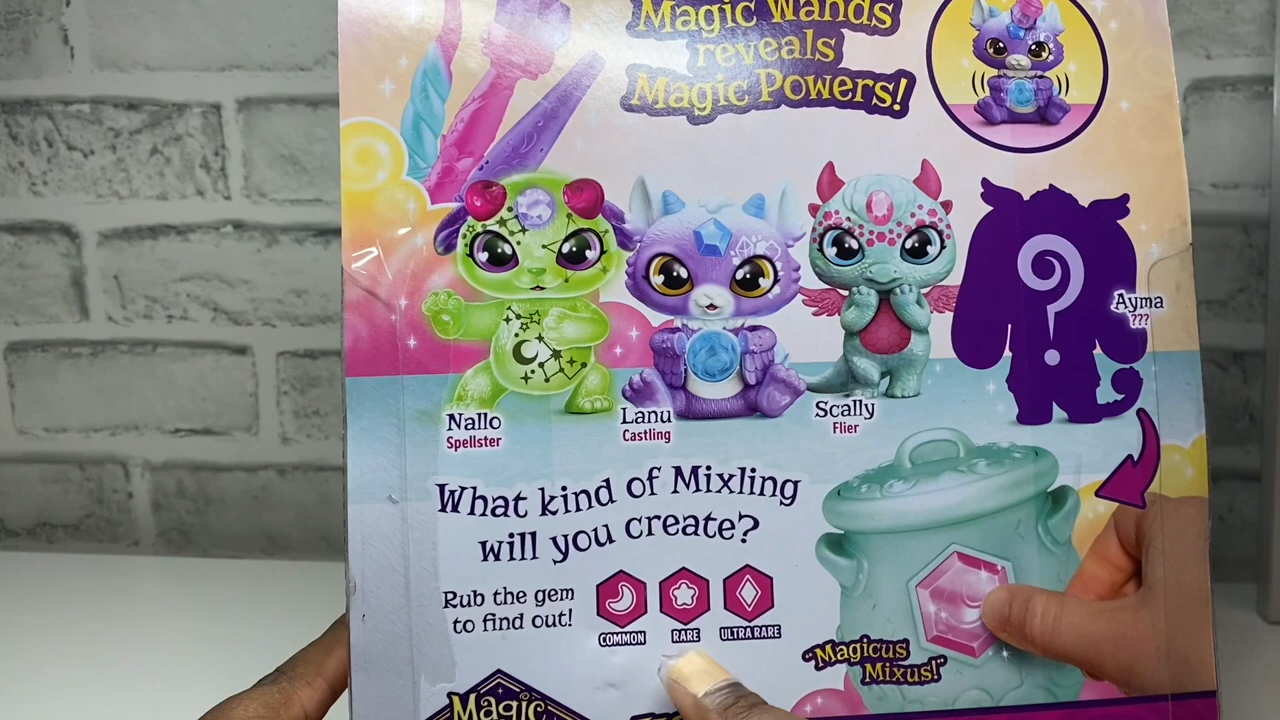 Magic Wands
reveals
Magic Powers!
?
Ayma
???
Nallo
Spellster
Lanu
Castling
Scally
Flier
What kind of Mixling
will you create?
Rub the gem
to find out!
COMMON
RARE
ULTRA RARE
"Magicus
Mixus!"
Magic